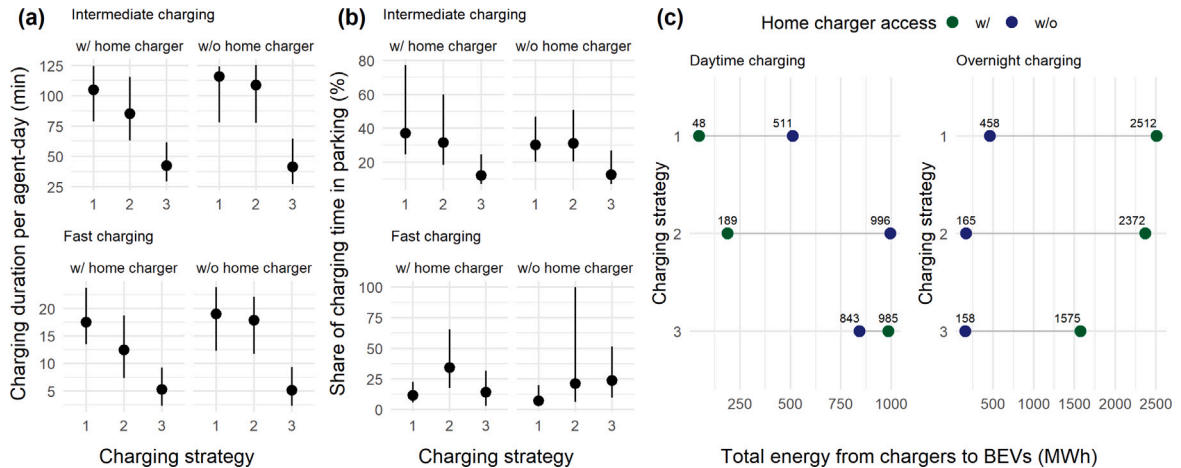 (a)
Intermediate charging
w/ home charger
w/o home charger
125
100
75
50
25
1
2
3
1
2
3
Fast charging
w/ home charger
w/o home charger
20
15
10
5
1
2
3
1
2
3
Charging duration per agent-day (min)
Charging strategy
(b)
Intermediate charging
w/ home charger
w/o home charger
80
60
40
20
1
2
3
1
2
3
Fast charging
w/ home charger
w/o home charger
100
75
50
25
0
1
2
3
1
2
3
Share of charging time in parking (%)
Charging strategy
(c)
Home charger access
w/
w/o
Daytime charging
1
48
511
2
189
996
3
843
985
250
500
750
1000
Charging strategy
Overnight charging
1
458
2512
2
165
2372
3
158
1575
500
1000
1500
2000
2500
Charging strategy
Total energy from chargers to BEVs (MWh)